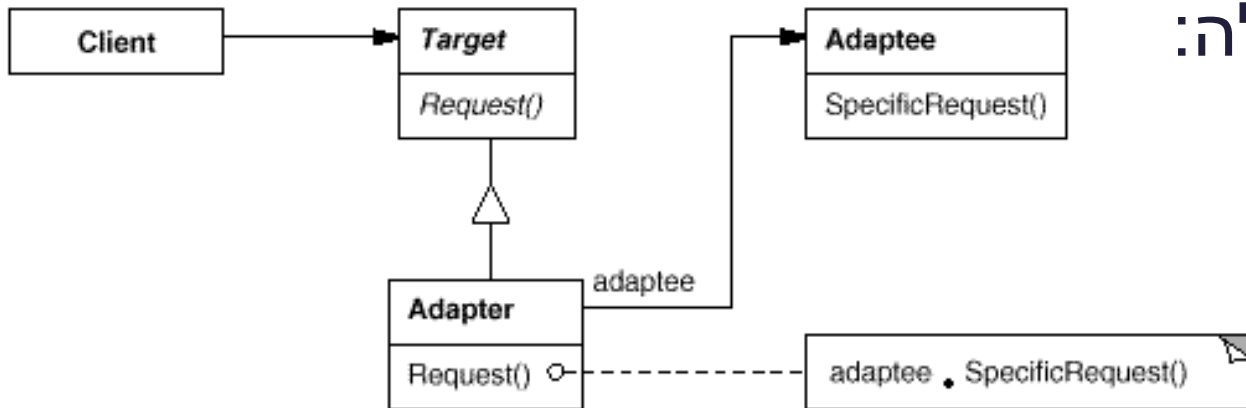 Client
Target
Request()
Adaptee
SpecificRequest()
adaptee
Adapter
Request()
adaptee . SpecificRequest()